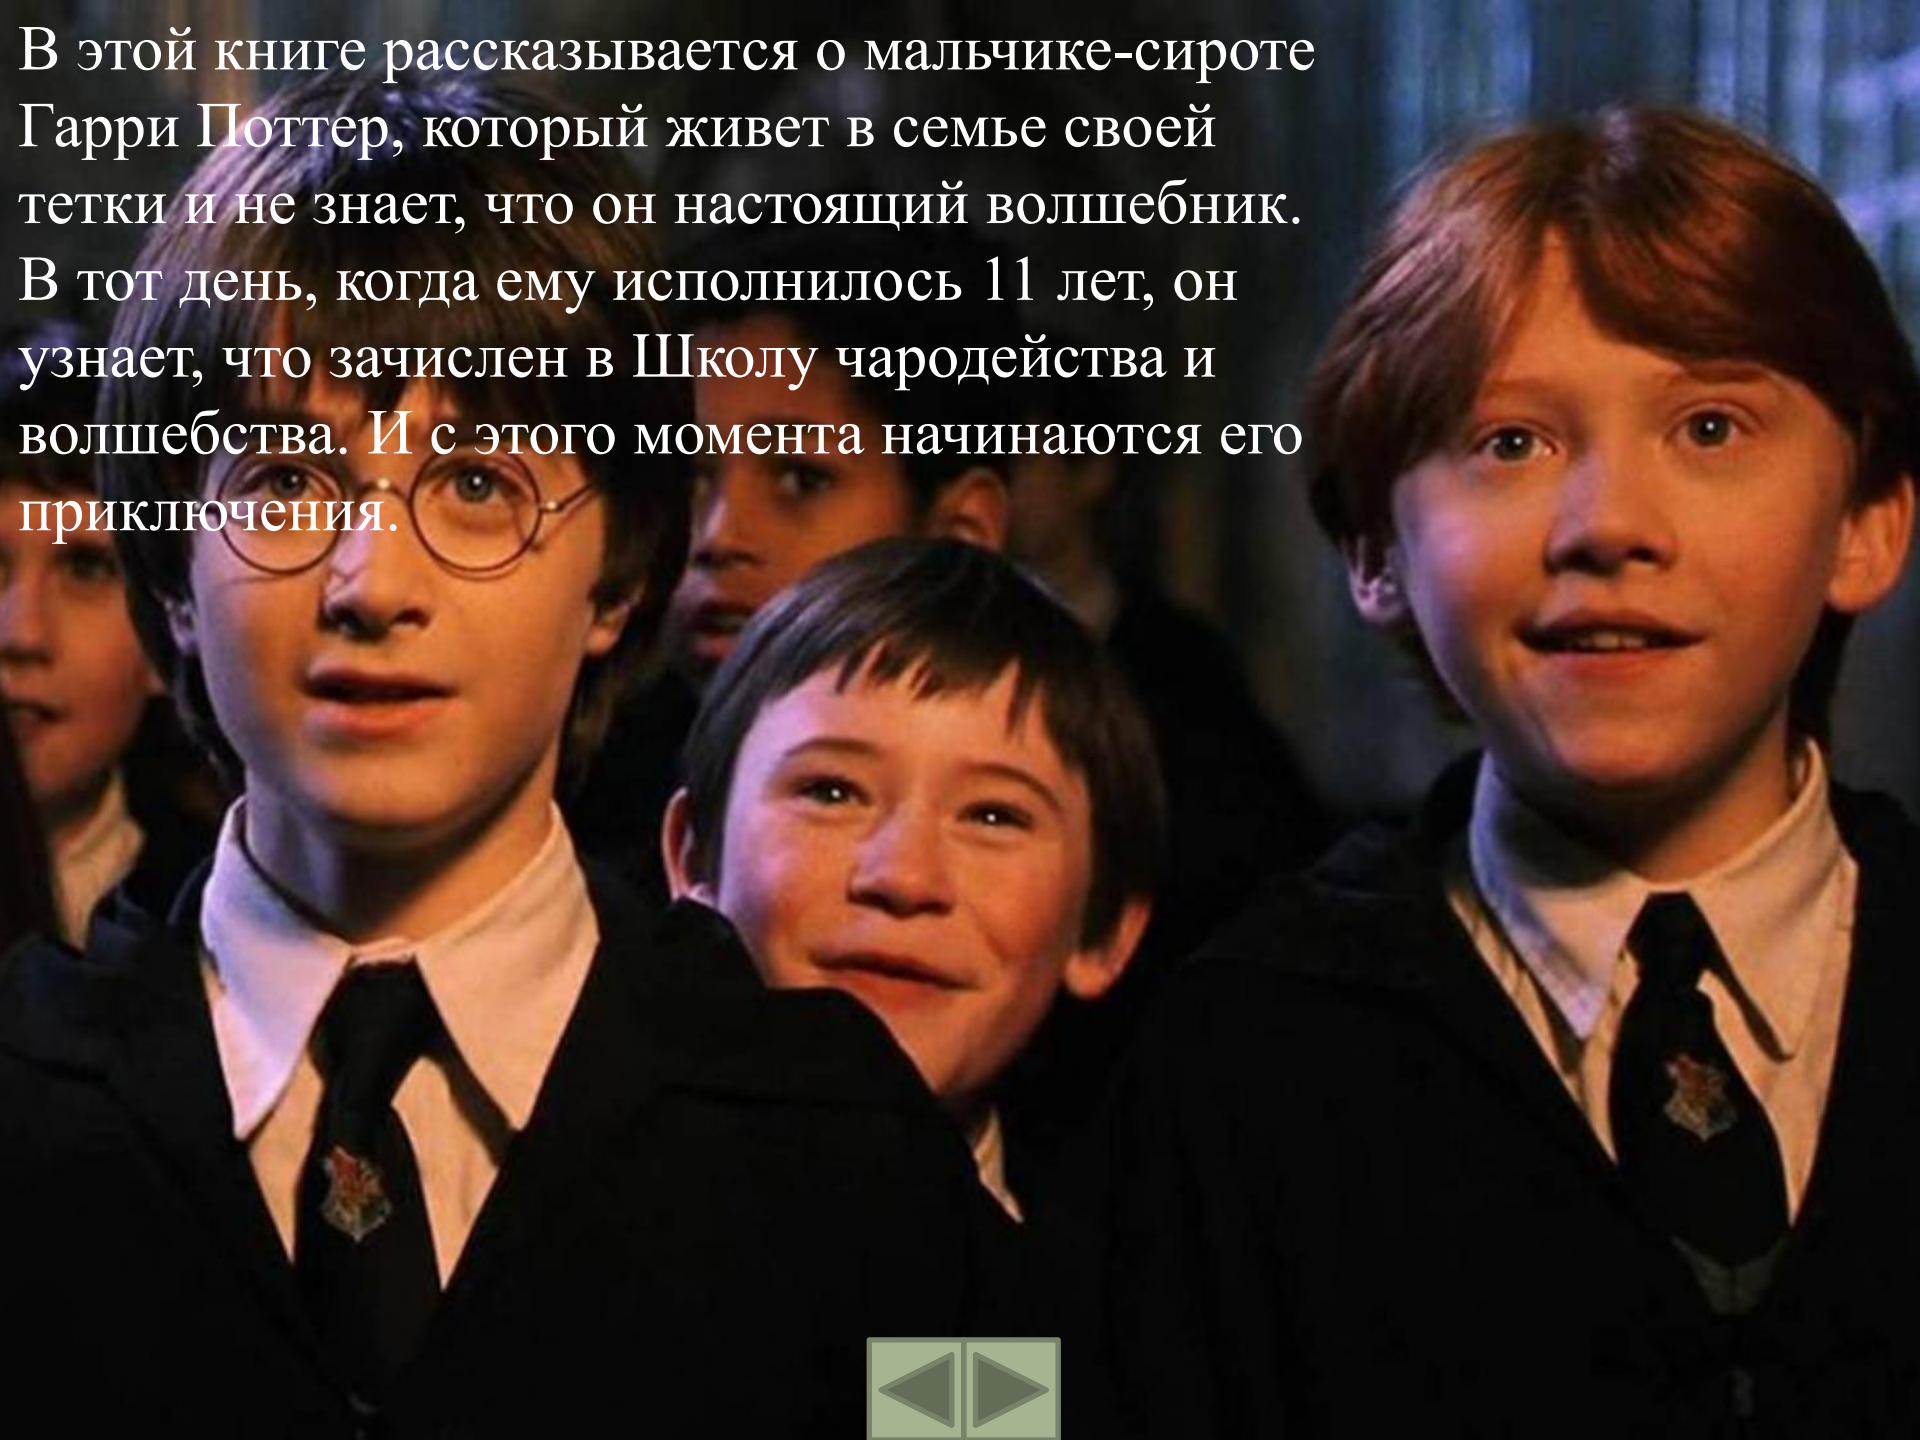 В этой книге рассказывается о мальчике-сироте
Гарри Поттер, который живет в семье своей
тетки и не знает, что он настоящий волшебник.
В тот день, когда ему исполнилось 11 лет, он
узнает, что зачислен в Школу чародейства и
волшебства. И с этого момента начинаются его
приключения.